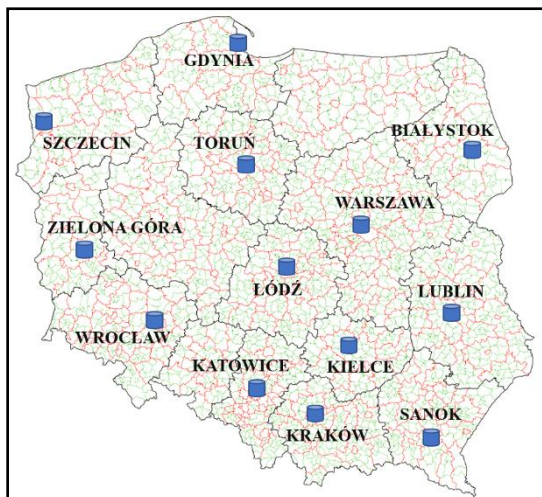 GDYNIA
SZCZECIN
TORUŃ
BIAŁYSTOK
WARSZAWA
ZIELONA GÓRA
ŁÓDŹ
LUBLIN
WROCŁAW
KATOWICE
KIELCE
SANOK
KRAKÓW